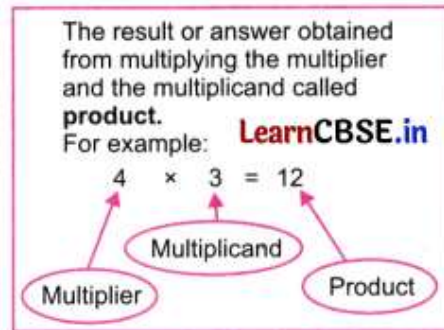 The result or answer obtained
from multiplying the multiplier
and the multiplicand called
product.
For example: LearnCBSE.in
4 × 3 = 12
Multiplicand
Multiplier
Product